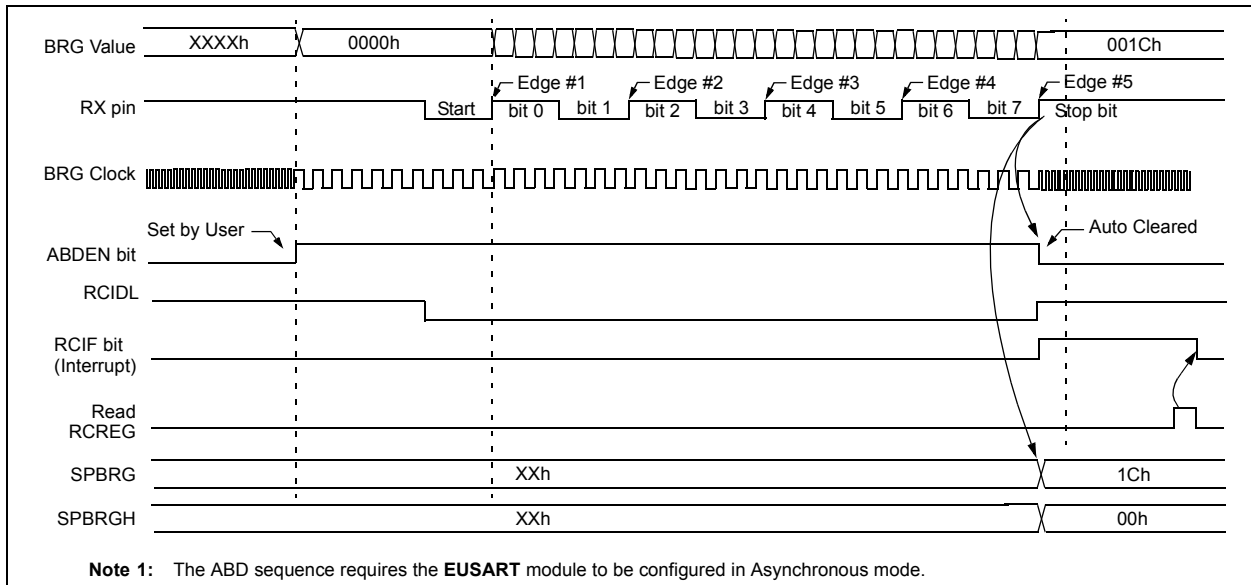 BRG Value XXXXh 0000h 001Ch
Edge #1 Edge #2 Edge #3 Edge #4 Edge #5
RX pin Start bit 0 bit 1 bit 2 bit 3 bit 4 bit 5 bit 6 bit 7 Stop bit
BRG Clock
Set by User Auto Cleared
ABDEN bit
RCIDL
RCIF bit
(Interrupt)
Read
RCREG
SPBRG XXh 1Ch
SPBRGH XXh 00h
Note 1: The ABD sequence requires the EUSART module to be configured in Asynchronous mode.